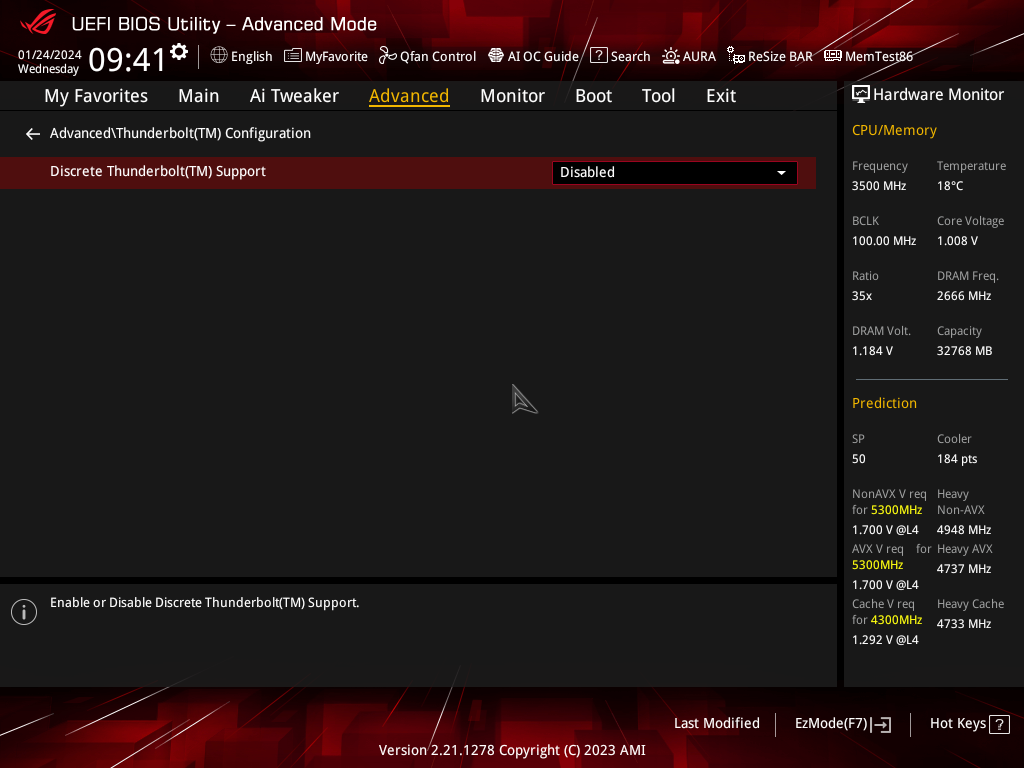 UEFI BIOS Utility – Advanced Mode
01/24/2024
Wednesday
09:41
English
MyFavorite
Qfan Control
AI OC Guide
Search
AURA
ReSize BAR
MemTest86
My Favorites Main Ai Tweaker Advanced Monitor Boot Tool Exit
Advanced\Thunderbolt(TM) Configuration
Discrete Thunderbolt(TM) Support
Disabled
Enable or Disable Discrete Thunderbolt(TM) Support.
Hardware Monitor
CPU/Memory
Frequency Temperature
3500 MHz 18°C
BCLK Core Voltage
100.00 MHz 1.008 V
Ratio DRAM Freq.
35x 2666 MHz
DRAM Volt. Capacity
1.184 V 32768 MB
Prediction
SP Cooler
50 184 pts
NonAVX V req Heavy
for 5300MHz Non-AVX
1.700 V @L4 4948 MHz
AVX V req for Heavy AVX
5300MHz 4737 MHz
1.700 V @L4
Cache V req Heavy Cache
for 4300MHz 4733 MHz
1.292 V @L4
Last Modified
EzMode(F7)
Hot Keys ?
Version 2.21.1278 Copyright (C) 2023 AMI